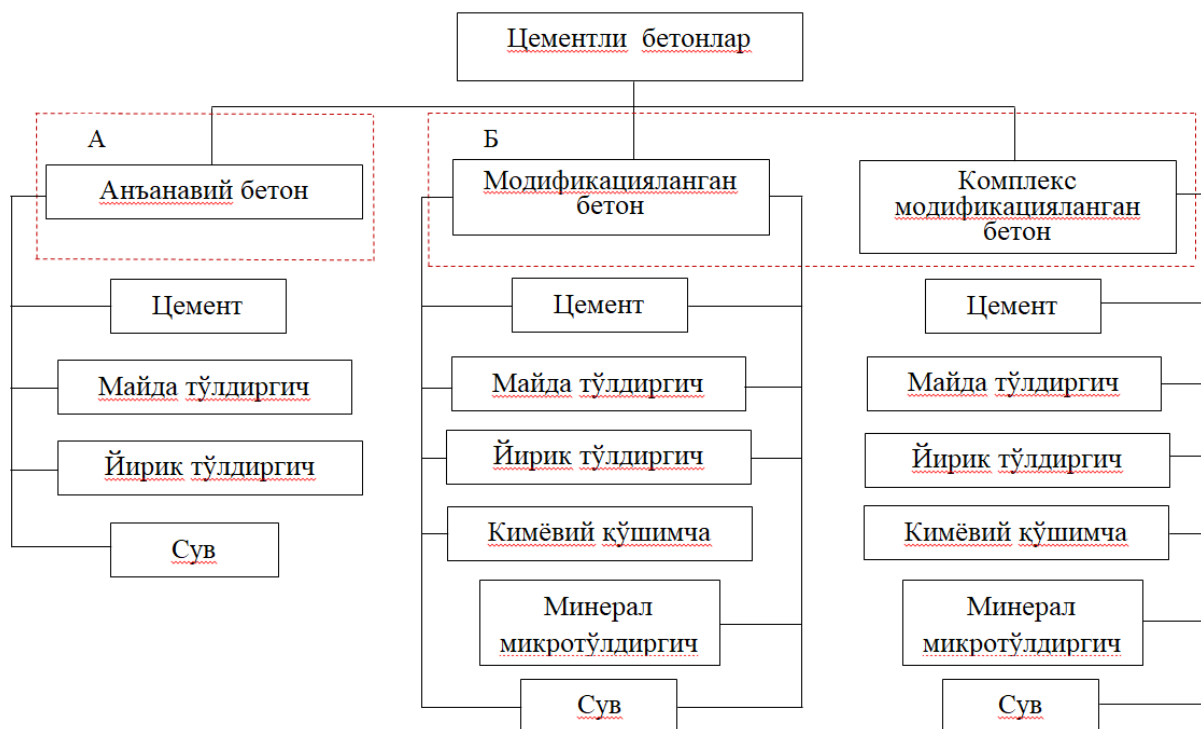 Цементли бетонлар
А
Анъанавий бетон
Цемент
Майда тўлдиргич
Йирик тўлдиргич
Сув
Б
Модификацияланган
бетон
Цемент
Майда тўлдиргич
Йирик тўлдиргич
Кимёвий қўшимча
Минерал
микротўлдиргич
Сув
Комплекс
модификацияланган
бетон
Цемент
Майда тўлдиргич
Йирик тўлдиргич
Кимёвий қўшимча
Минерал
микротўлдиргич
Сув